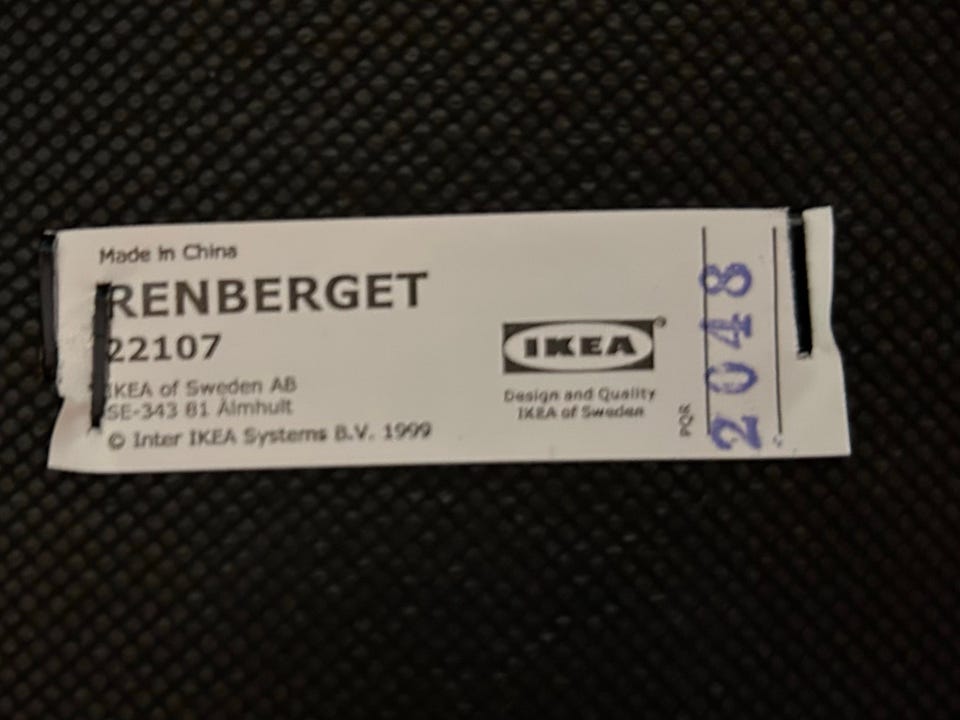 Made in China
RENBERGET
22107
IKEA of Sweden AB
SE-343 81 Älmhult
© Inter IKEA Systems B.V. 1999
IKEA
Design and Quality
IKEA of Sweden
2048